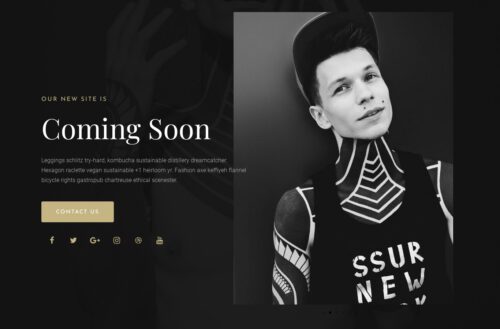 OUR NEW SITE IS
Coming Soon
Leggings schlitz try-hard, kombucha sustainable distillery dreamcatcher.
Hexagon raclette vegan sustainable +1 heirloom yr. Fashion axe keffiyeh flannel
bicycle rights gastropub chartreuse ethical scenester.
CONTACT US
SSUR
NEW